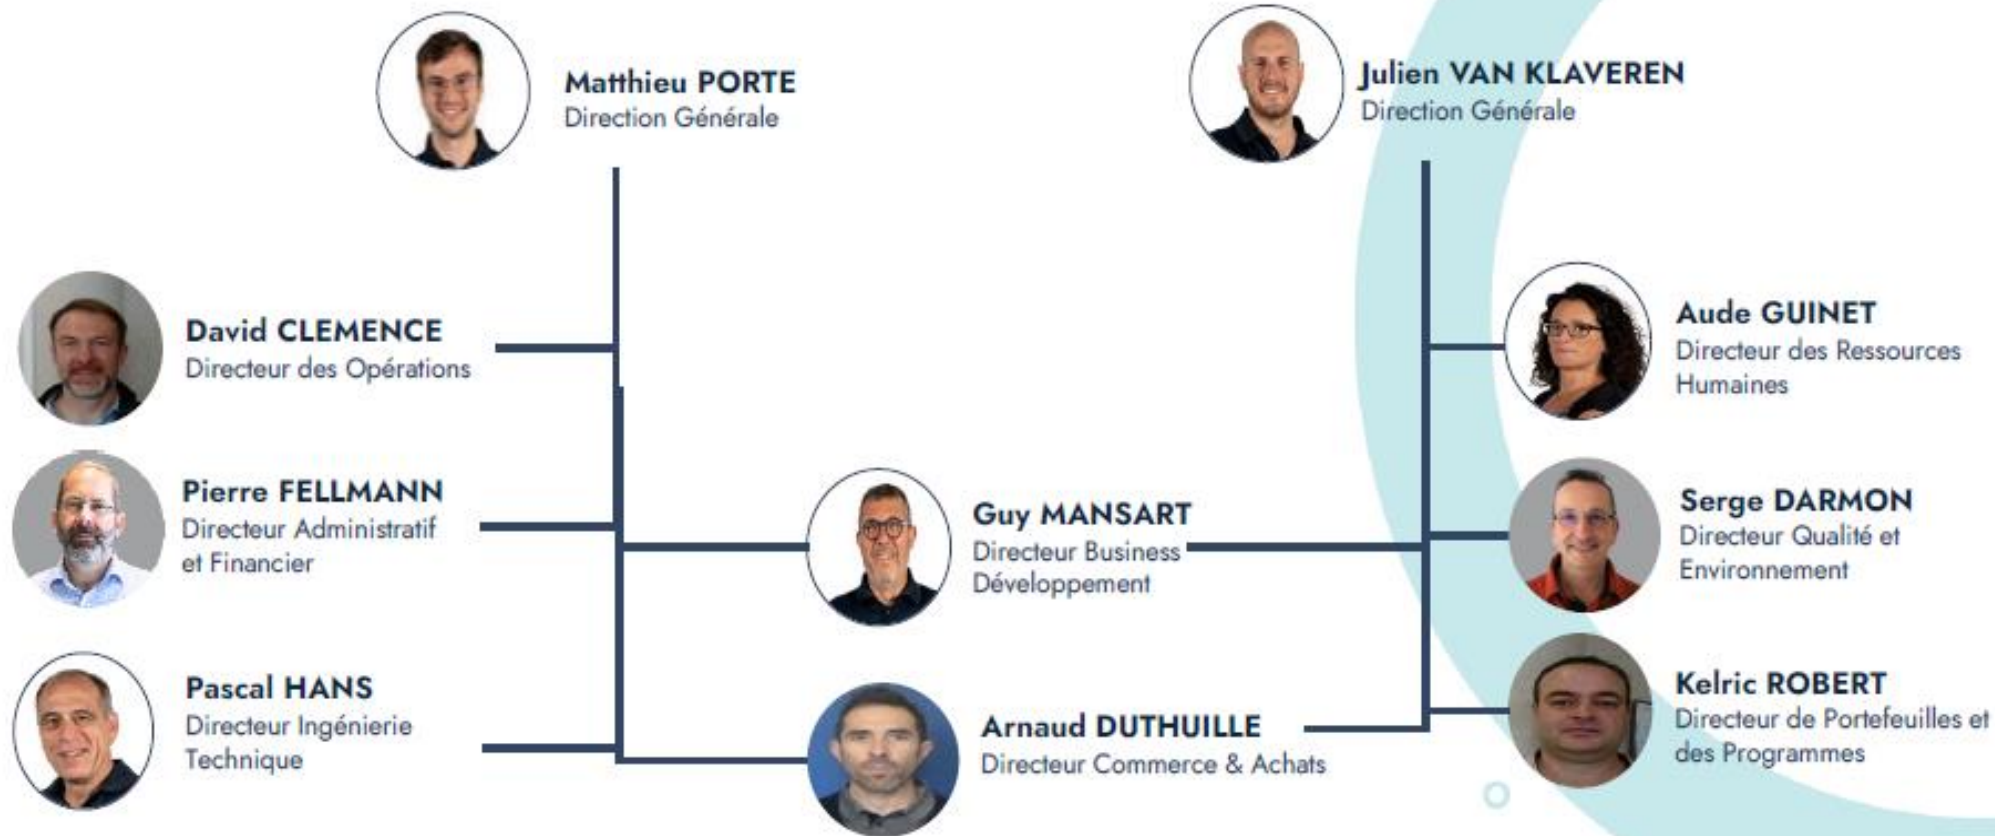 Matthieu PORTE
Direction Générale
Julien VAN KLAVEREN
Direction Générale
David CLEMENCE
Directeur des Opérations
Aude GUINET
Directeur des Ressources
Humaines
Pierre FELLMANN
Directeur Administratif
et Financier
Guy MANSART
Directeur Business
Développement
Serge DARMON
Directeur Qualité et
Environnement
Pascal HANS
Directeur Ingénierie
Technique
Arnaud DUTHUILLE
Directeur Commerce & Achats
Kelric ROBERT
Directeur de Portefeuilles et
des Programmes